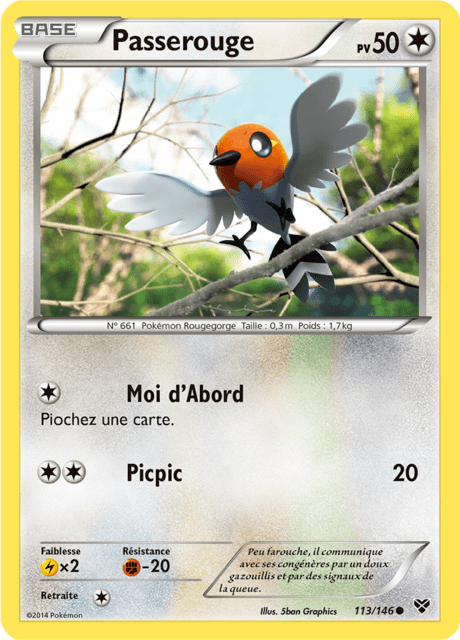 BASE
Passerouge
PV 50
N° 661 Pokémon Rougegorge Taille : 0,3 m Poids : 1,7 kg
Moi d'Abord
Piochez une carte.
Picpic 20
Faiblesse Résistance
×2 -20
Retraite
Peu farouche, il communique
avec ses congénères par un doux
gazouillis et par des signaux de
la queue.
©2014 Pokémon
Illus. 5ban Graphics 113/146